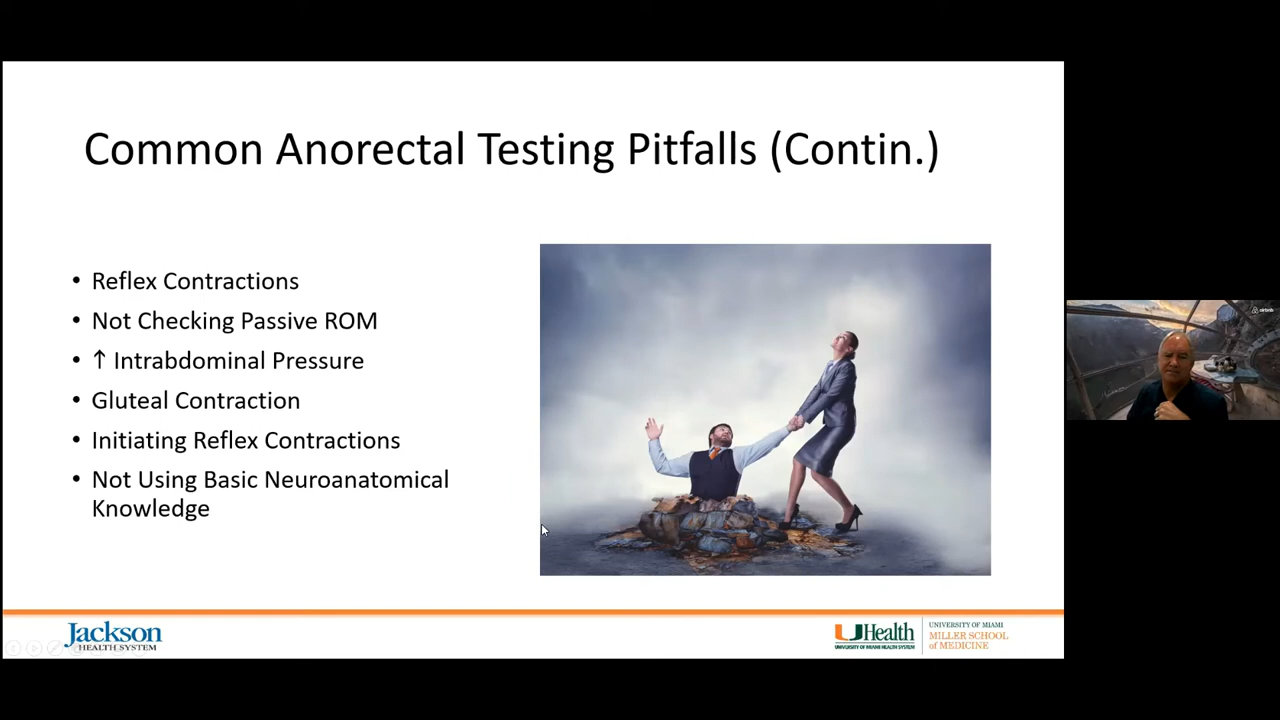 Common Anorectal Testing Pitfalls (Contin.)
• Reflex Contractions
• Not Checking Passive ROM
• ↑ Intrabdominal Pressure
• Gluteal Contraction
• Initiating Reflex Contractions
• Not Using Basic Neuroanatomical
Knowledge
Jackson
HEALTH SYSTEM
UHealth
UNIVERSITY OF MIAMI HEALTH SYSTEM
UNIVERSITY OF MIAMI
MILLER SCHOOL
of MEDICINE
airbnb